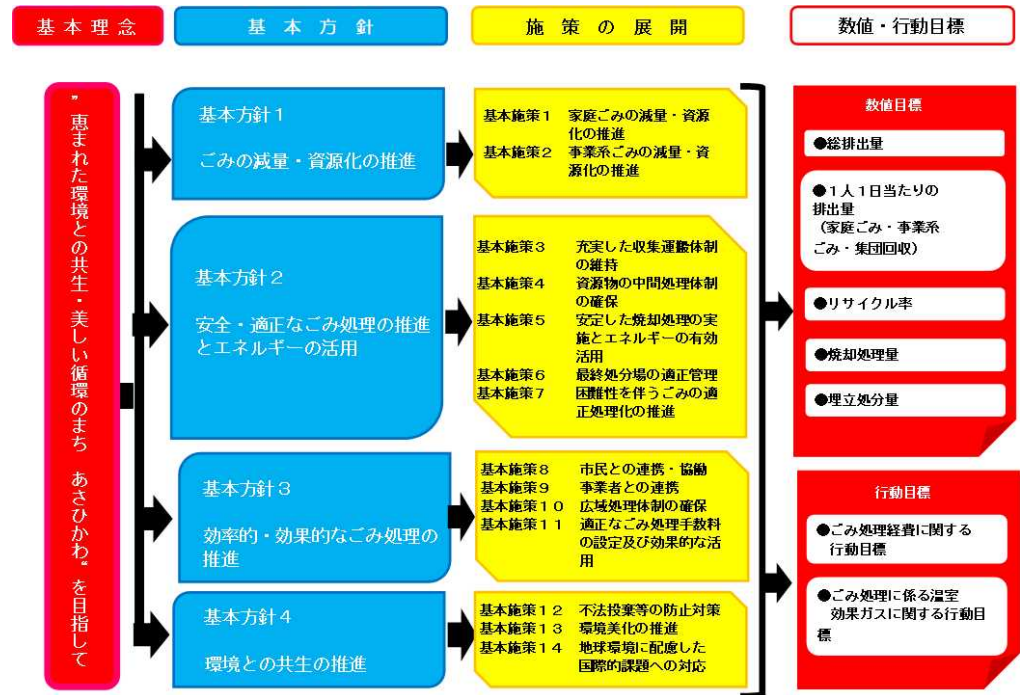 基本理念
基本方針
施策の展開
数値・行動目標
”恵まれた環境との共生・美しい循環のまち　あさひかわ“を目指して
基本方針1
ごみの減量・資源化の推進
基本施策１　家庭ごみの減量・資源
化の推進
基本施策２　事業系ごみの減量・資
源化の推進
基本方針2
安全・適正なごみ処理の推進
とエネルギーの活用
基本施策３　充実した収集運搬体制
の維持
基本施策４　資源物の中間処理体制
の確保
基本施策５　安定した焼却処理の実
施とエネルギーの有効
活用
基本施策６　最終処分場の適正管理
基本施策７　困難性を伴うごみの適
正処理化の推進
基本方針3
効率的・効果的なごみ処理の
推進
基本施策８　市民との連携・協働
基本施策９　事業者との連携
基本施策１０　広域処理体制の確保
基本施策１１　適正なごみ処理手数料
の設定及び効果的な活
用
基本方針4
環境との共生の推進
基本施策１２　不法投棄等の防止対策
基本施策１３　環境美化の推進
基本施策１４　地球環境に配慮した
国際的課題への対応
数値目標
●総排出量
●１人１日当たりの
排出量
（家庭ごみ・事業系
ごみ・集団回収）
●リサイクル率
●焼却処理量
●埋立処分量
行動目標
●ごみ処理経費に関する
行動目標
●ごみ処理に係る温室
効果ガスに関する行動目
標